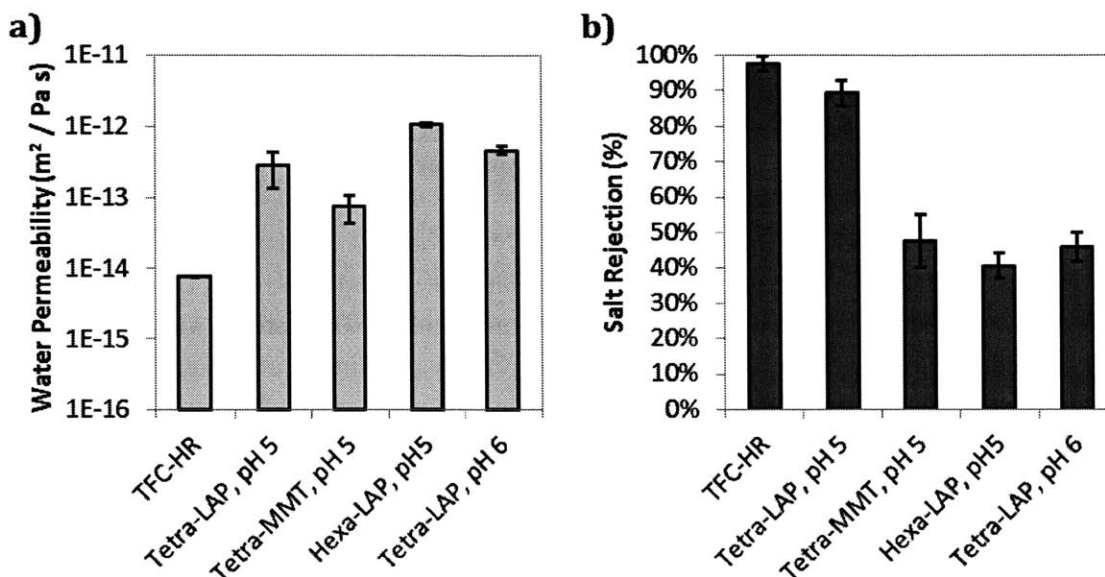 a)
Water Permeability (m² / Pa s)
1E-11
1E-12
1E-13
1E-14
1E-15
1E-16
TFC-HR
Tetra-LAP, pH 5
Tetra-MMT, pH 5
Hexa-LAP, pH5
Tetra-LAP, pH 6
b)
Salt Rejection (%)
100%
90%
80%
70%
60%
50%
40%
30%
20%
10%
0%
TFC-HR
Tetra-LAP, pH 5
Tetra-MMT, pH 5
Hexa-LAP, pH5
Tetra-LAP, pH 6